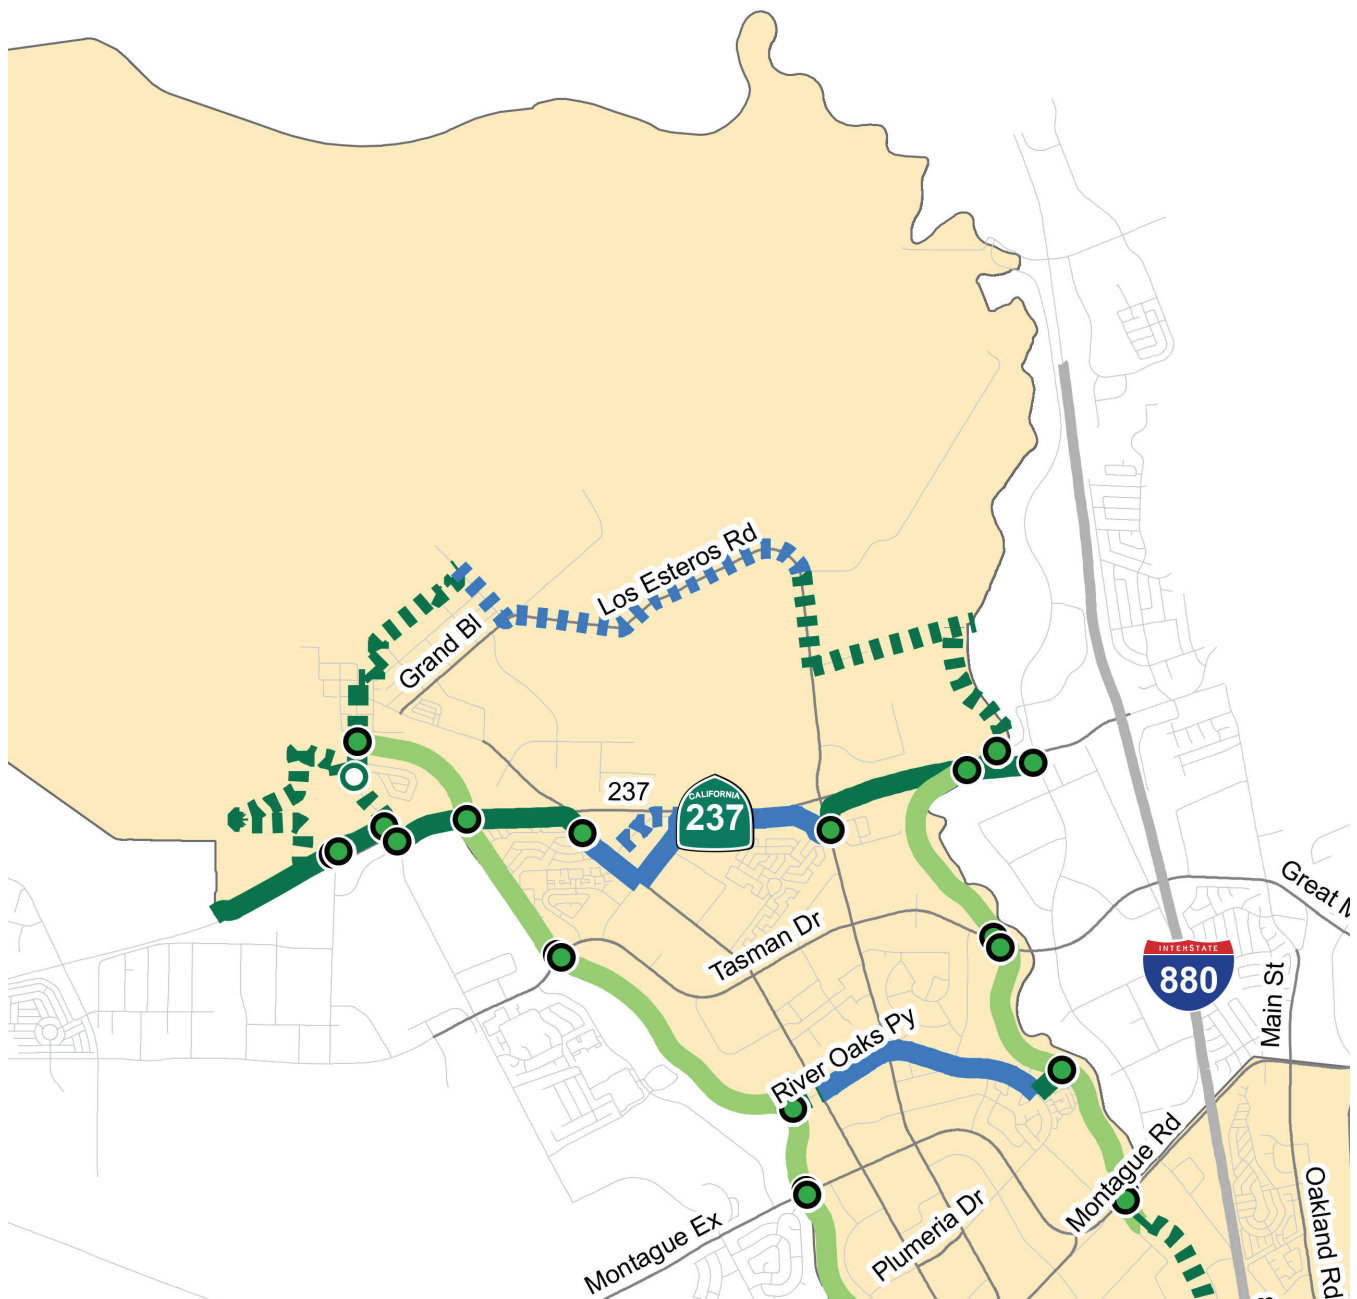 Los Esteros Rd
Grand Bl
237
CALIFORNIA
237
Great M
Tasman Dr
INTERSTATE
880
Main St
River Oaks Py
Montague Rd
Oakland Rd
Plumeria Dr
Montague Ex